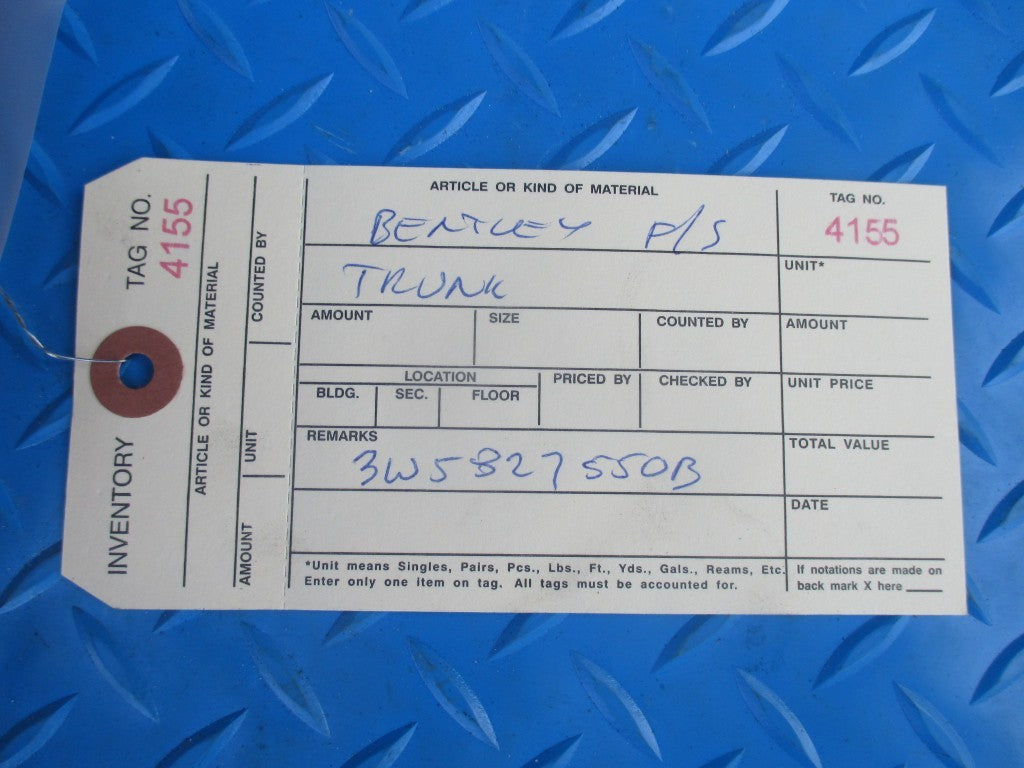 TAG NO.
4155
INVENTORY
ARTICLE OR KIND OF MATERIAL
COUNTED BY
UNIT
AMOUNT
ARTICLE OR KIND OF MATERIAL
BENTLEY P/S
TRUNK
TAG NO.
4155
UNIT*
AMOUNT SIZE COUNTED BY AMOUNT
LOCATION
BLDG. SEC. FLOOR
PRICED BY CHECKED BY UNIT PRICE
REMARKS
3W5827550B
TOTAL VALUE
DATE
*Unit means Singles, Pairs, Pcs., Lbs., Ft., Yds., Gals., Reams, Etc.
Enter only one item on tag. All tags must be accounted for.
If notations are made on
back mark X here